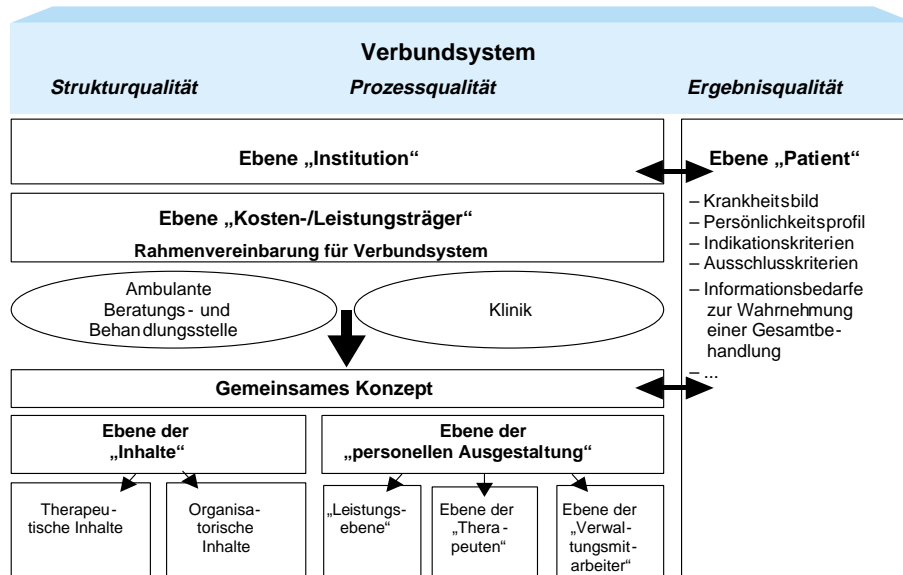 Verbundsystem
Strukturqualität
Prozessqualität
Ergebnisqualität
Ebene „Institution“
Ebene „Kosten-/Leistungsträger“
Rahmenvereinbarung für Verbundsystem
Ambulante
Beratungs- und
Behandlungsstelle
Klinik
Gemeinsames Konzept
Ebene der
„Inhalte“
Ebene der
„personellen Ausgestaltung“
Therapeu-
tische Inhalte
Organisa-
torische
Inhalte
„Leistungs-
ebene“
Ebene der
„Thera-
peuten“
Ebene der
„Verwal-
tungsmit-
arbeiter“
Ebene „Patient“
– Krankheitsbild
– Persönlichkeitsprofil
– Indikationskriterien
– Ausschlusskriterien
– Informationsbedarfe
zur Wahrnehmung
einer Gesamtbe-
handlung
– ...